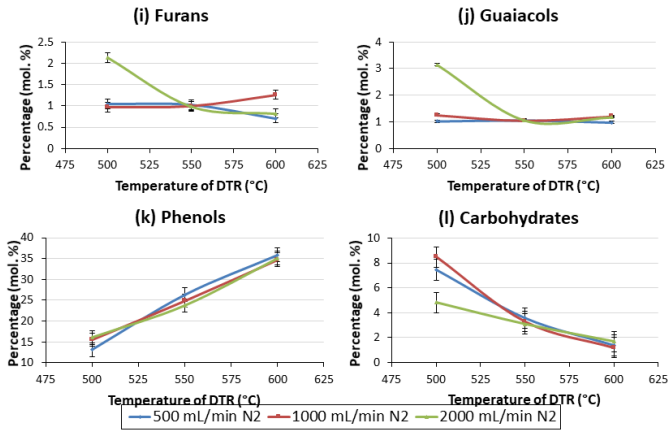 (i) Furans
Percentage (mol. %)
2.5
2
1.5
1
0.5
0
475 500 525 550 575 600 625
Temperature of DTR (°C)
(j) Guaiacols
Percentage (mol. %)
4
3
2
1
0
475 500 525 550 575 600 625
Temperature of DTR (°C)
(k) Phenols
Percentage (mol. %)
40
35
30
25
20
15
10
475 500 525 550 575 600 625
Temperature of DTR (°C)
(l) Carbohydrates
Percentage (mol. %)
10
8
6
4
2
0
475 500 525 550 575 600 625
Temperature of DTR (°C)
500 mL/min N2 1000 mL/min N2 2000 mL/min N2